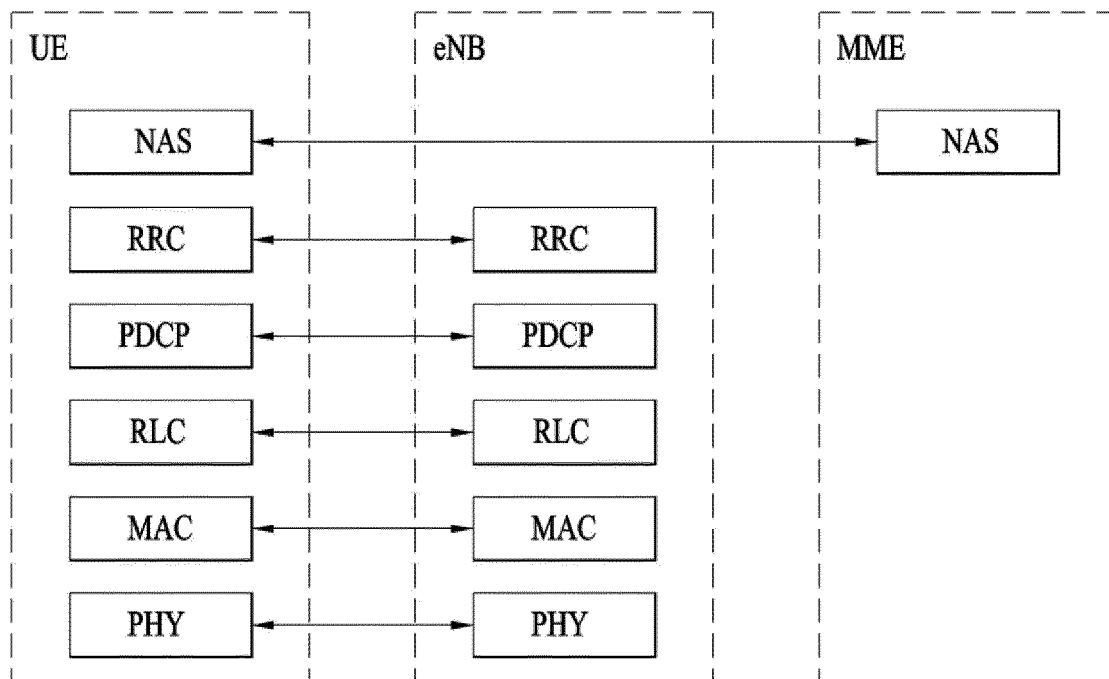 UE eNB MME
NAS NAS
RRC RRC
PDCP PDCP
RLC RLC
MAC MAC
PHY PHY